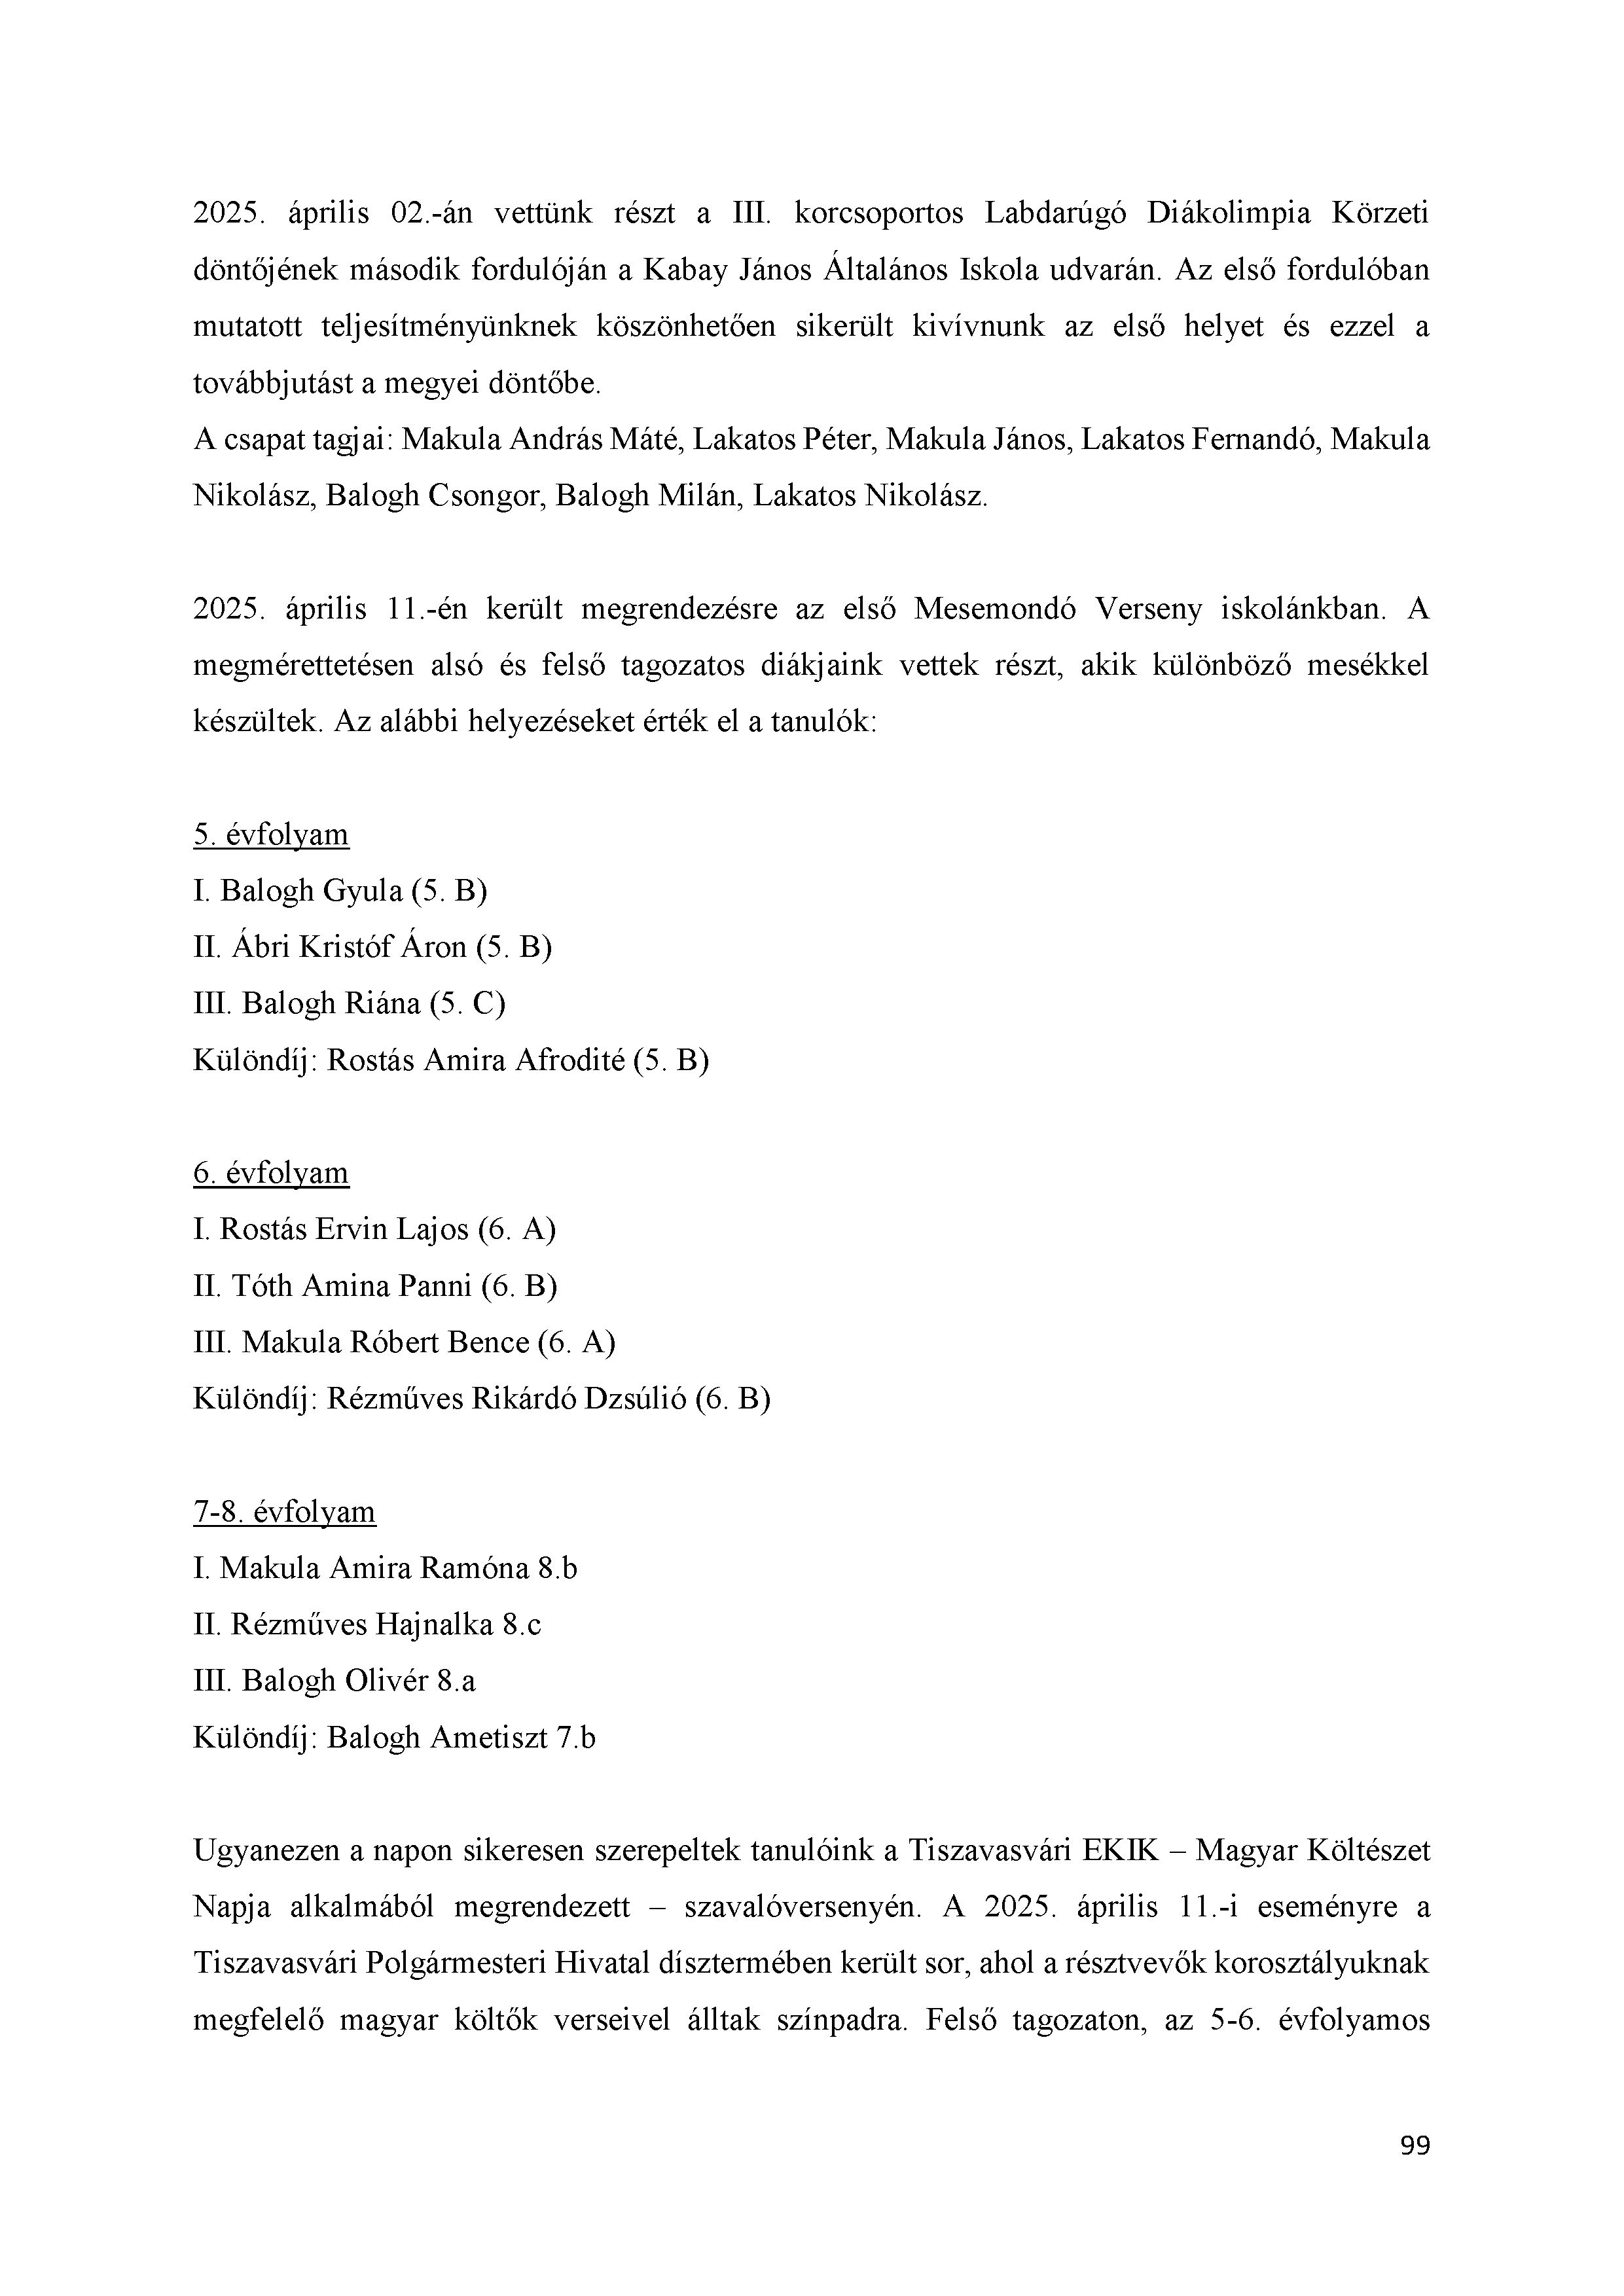 2025. április 02.-án vettünk részt a III. korcsoportos Labdarúgó Diákolimpia Körzeti
döntőjének második fordulóján a Kabay János Általános Iskola udvarán. Az első fordulóban
mutatott teljesítményünknek köszönhetően sikerült kivívnunk az első helyet és ezzel a
továbbjutást a megyei döntőbe.
A csapat tagjai: Makula András Máté, Lakatos Péter, Makula János, Lakatos Fernandó, Makula
Nikolász, Balogh Csongor, Balogh Milán, Lakatos Nikolász.
2025. április 11.-én került megrendezésre az első Mesemondó Verseny iskolánkban. A
megmérettetésen alsó és felső tagozatos diákjaink vettek részt, akik különböző mesékkel
készültek. Az alábbi helyezéseket érték el a tanulók:
5. évfolyam
I. Balogh Gyula (5. B)
II. Ábri Kristóf Áron (5. B)
III. Balogh Riána (5. C)
Különdíj: Rostás Amira Afrodité (5. B)
6. évfolyam
I. Rostás Ervin Lajos (6. A)
II. Tóth Amina Panni (6. B)
III. Makula Róbert Bence (6. A)
Különdíj: Rézműves Rikárdó Dzsúlió (6. B)
7-8. évfolyam
I. Makula Amira Ramóna 8.b
II. Rézműves Hajnalka 8.c
III. Balogh Olivér 8.a
Különdíj: Balogh Ametiszt 7.b
Ugyanezen a napon sikeresen szerepeltek tanulóink a Tiszavasvári EKIK – Magyar Költészet
Napja alkalmából megrendezett – szavalóversenyén. A 2025. április 11.-i eseményre a
Tiszavasvári Polgármesteri Hivatal dísztermében került sor, ahol a résztvevők korosztályuknak
megfelelő magyar költők verseivel álltak színpadra. Felső tagozaton, az 5-6. évfolyamos
99